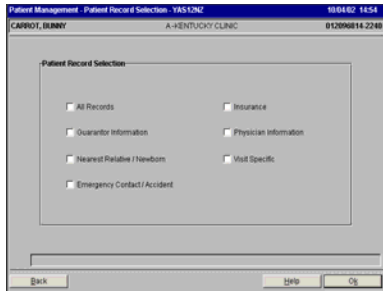 Patient Management - Patient Record Selection - YAS12NZ 10/04/02 14:54
CARROT, BUNNY A-KENTUCKY CLINIC 012096814-2240
Patient Record Selection
All Records Insurance
Guarantor Information Physician Information
Nearest Relative / Newborn Visit Specific
Emergency Contact / Accident
Back Help Ok